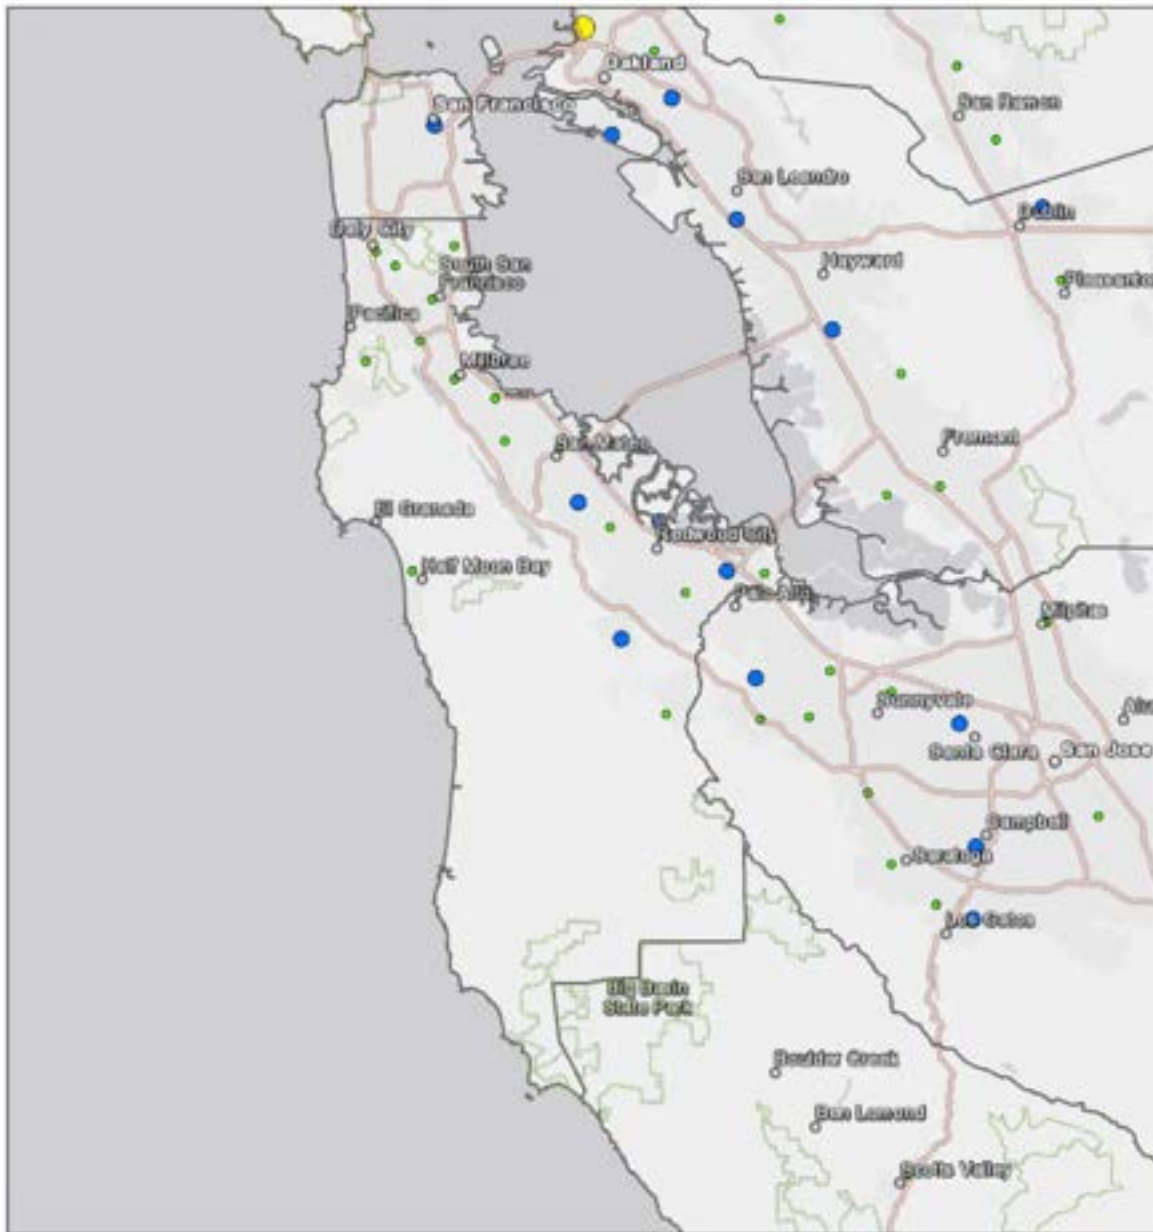 Oakland
San Francisco
San Ramon
San Leandro
Dublin
Daly City
Hayward
South San
Francisco
Pleasanto
Pacifica
Millbrae
San Mateo
Fremont
El Granada
Redwood City
Half Moon Bay
Palo Alto
Milpitas
Sunnyvale
Alu
Santa Clara
San Jose
Campbell
Saratoga
Los Gatos
Big Basin
State Park
Boulder Creek
Ben Lomond
Scotts Valley